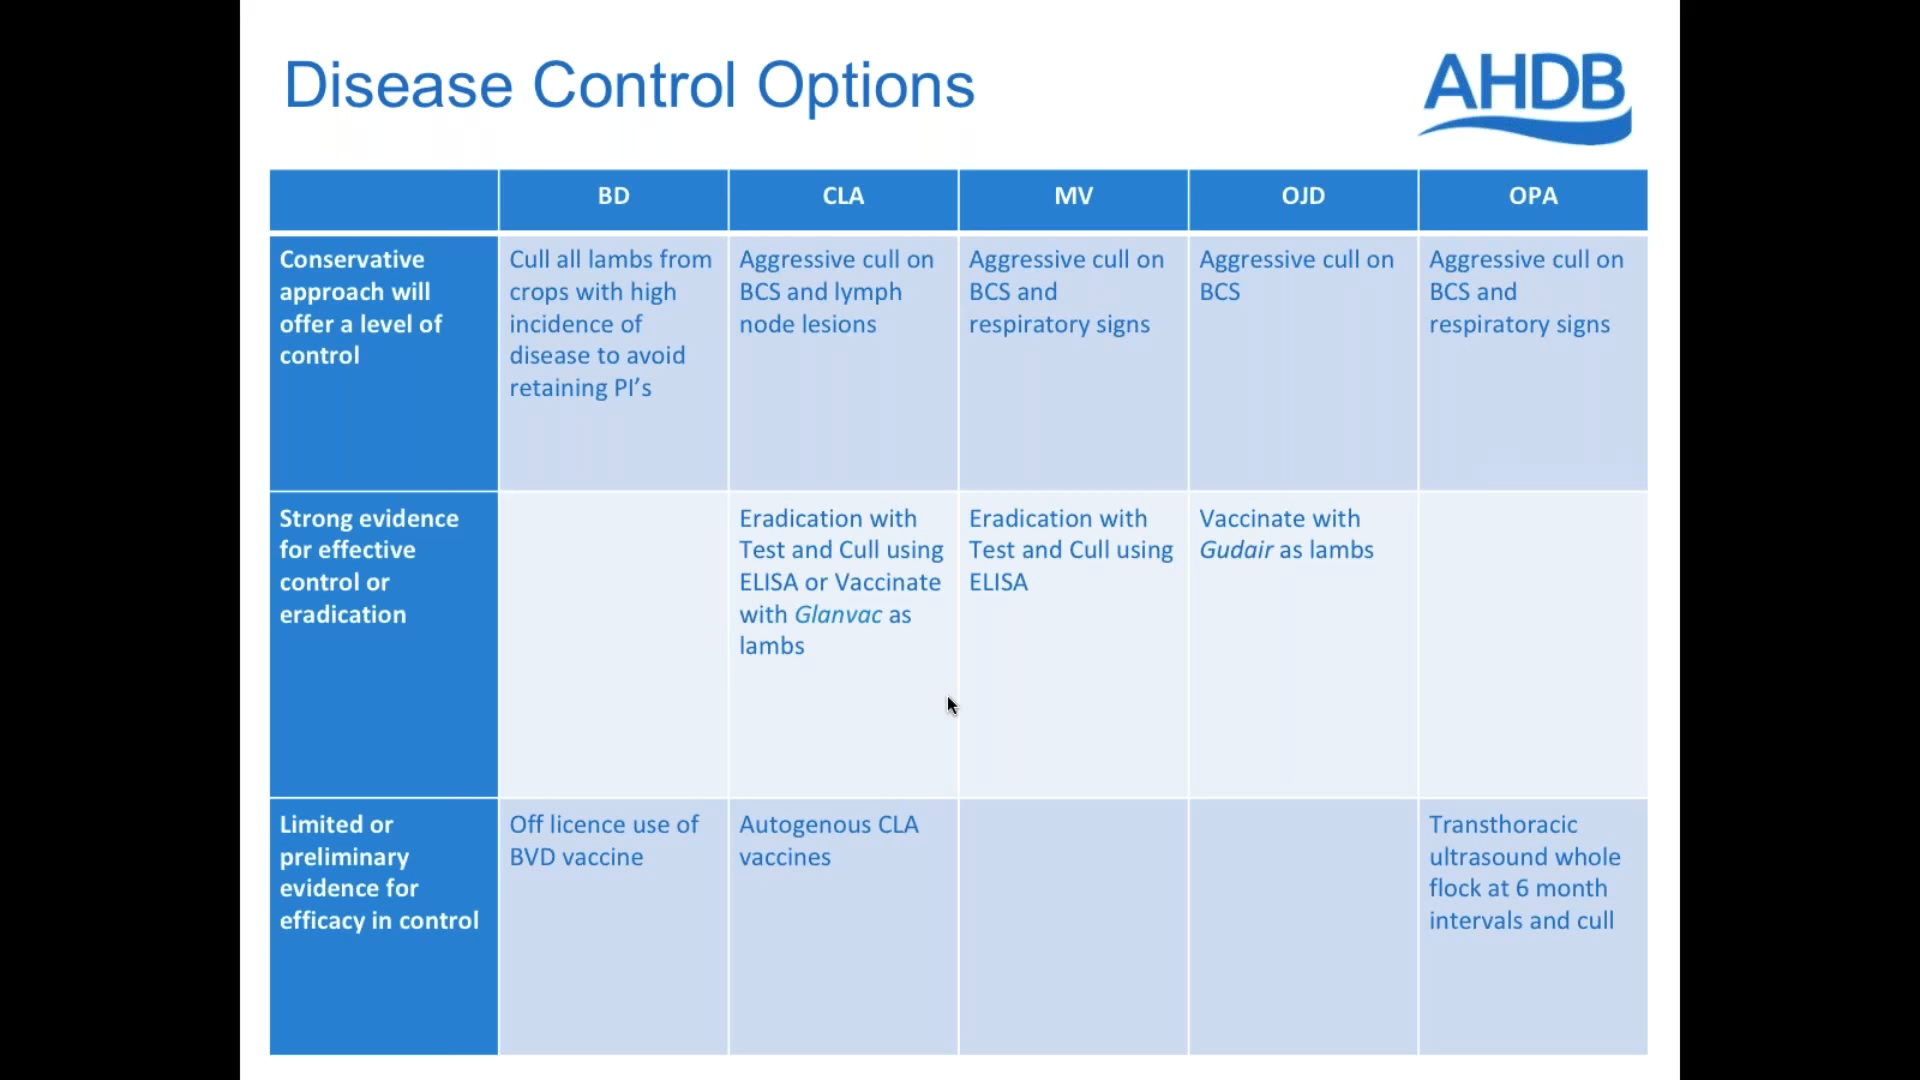 Disease Control Options
AHDB
BD
CLA
MV
OJD
OPA
Conservative
approach will
offer a level of
control
Cull all lambs from
crops with high
incidence of
disease to avoid
retaining PI’s
Aggressive cull on
BCS and lymph
node lesions
Aggressive cull on
BCS and
respiratory signs
Aggressive cull on
BCS
Aggressive cull on
BCS and
respiratory signs
Strong evidence
for effective
control or
eradication
Eradication with
Test and Cull using
ELISA or Vaccinate
with Glanvac as
lambs
Eradication with
Test and Cull using
ELISA
Vaccinate with
Gudair as lambs
Limited or
preliminary
evidence for
efficacy in control
Off licence use of
BVD vaccine
Autogenous CLA
vaccines
Transthoracic
ultrasound whole
flock at 6 month
intervals and cull